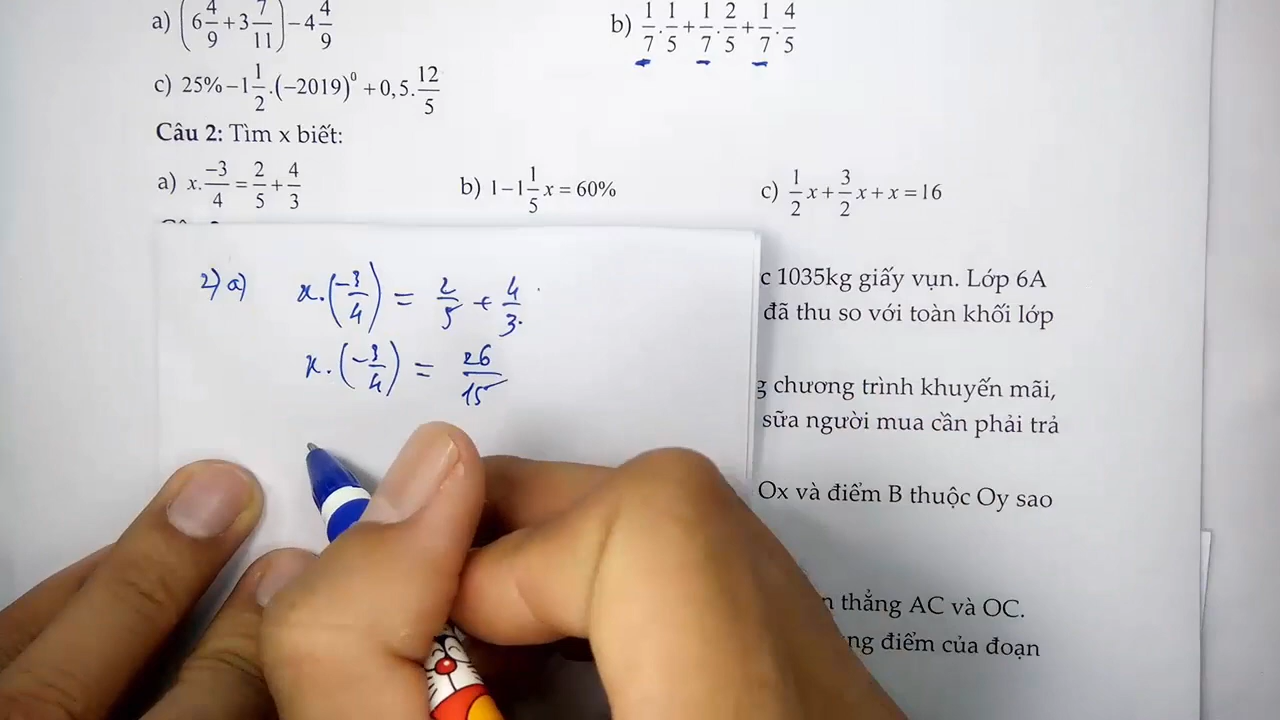 a) (6 4/9 + 3 7/11) − 4 4/9
b) 1/7 . 1/5 + 1/7 . 2/5 + 1/7 . 4/5
c) 25% − 1 1/2 . (−2019)⁰ + 0,5 . 12/5
Câu 2: Tìm x biết:
a) x . −3/4 = 2/5 + 4/3
b) 1 − 1 1/5 x = 60%
c) 1/2 x + 3/2 x + x = 16
2) a) x . (−3/4) = 2/5 + 4/3
x . (−3/4) = 26/15
c 1035kg giấy vụn. Lớp 6A
đã thu so với toàn khối lớp
g chương trình khuyến mãi,
sữa người mua cần phải trả
Ox và điểm B thuộc Oy sao
n thẳng AC và OC.
ng điểm của đoạn